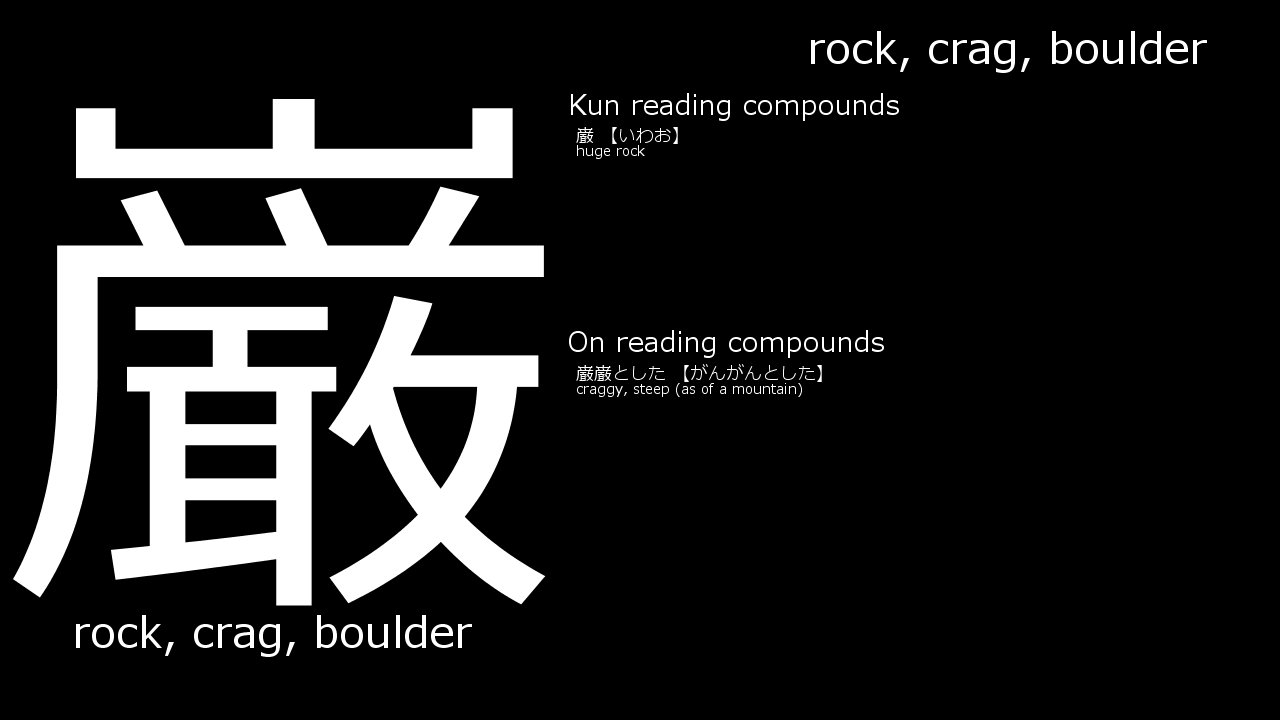 rock, crag, boulder
巌
Kun reading compounds
巌 【いわお】
huge rock
On reading compounds
巌巌とした 【がんがんとした】
craggy, steep (as of a mountain)
rock, crag, boulder